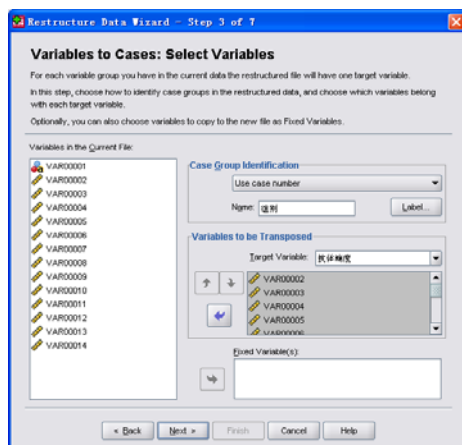 Restructure Data Wizard - Step 3 of 7
Variables to Cases: Select Variables
For each variable group you have in the current data the restructured file will have one target variable.
In this step, choose how to identify case groups in the restructured data, and choose which variables belong
with each target variable.
Optionally, you can also choose variables to copy to the new file as Fixed Variables.
Variables in the Current File:
VAR00001
VAR00002
VAR00003
VAR00004
VAR00005
VAR00006
VAR00007
VAR00008
VAR00009
VAR00010
VAR00011
VAR00012
VAR00013
VAR00014
Case Group Identification
Use case number
Name:
Label...
Variables to be Transposed
Target Variable: 抗体滴度
VAR00002
VAR00003
VAR00004
VAR00005
VAR00006
Fixed Variable(s):
< Back
Next >
Finish
Cancel
Help